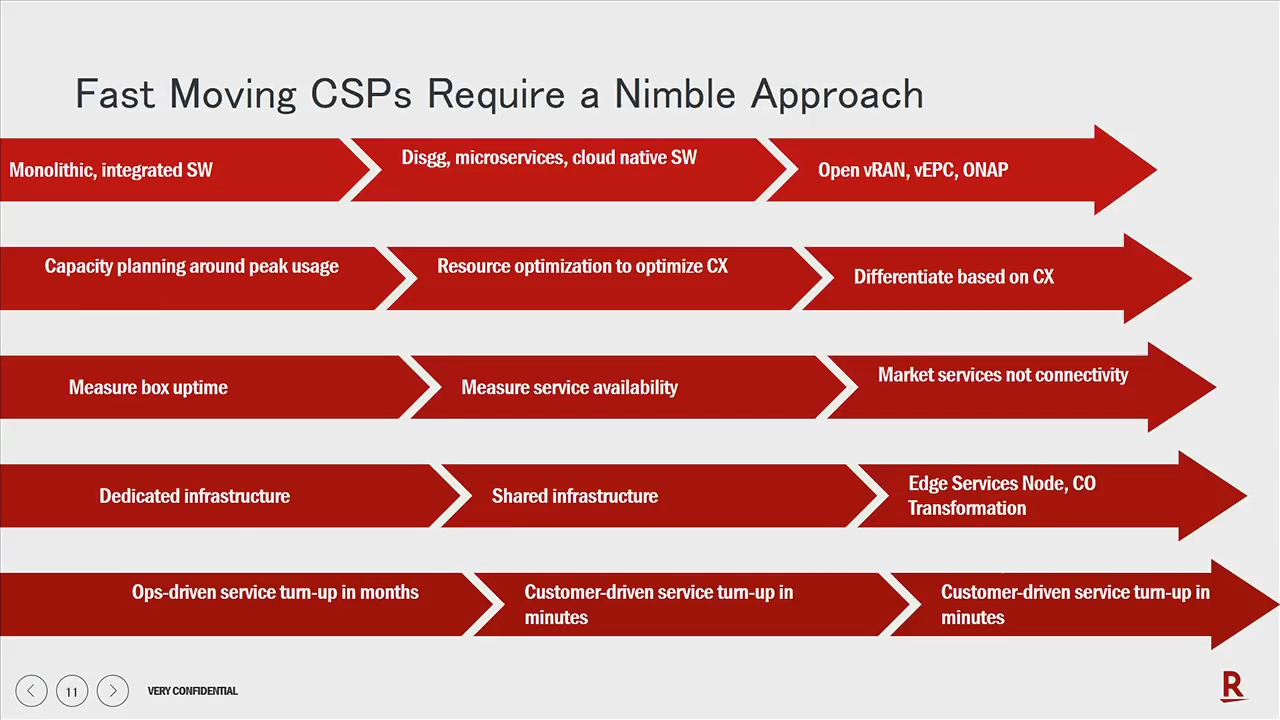 Fast Moving CSPs Require a Nimble Approach
Monolithic, integrated SW
Disgg, microservices, cloud native SW
Open vRAN, vEPC, ONAP
Capacity planning around peak usage
Resource optimization to optimize CX
Differentiate based on CX
Measure box uptime
Measure service availability
Market services not connectivity
Dedicated infrastructure
Shared infrastructure
Edge Services Node, CO
Transformation
Ops-driven service turn-up in months
Customer-driven service turn-up in
minutes
Customer-driven service turn-up in
minutes
11
VERY CONFIDENTIAL
R